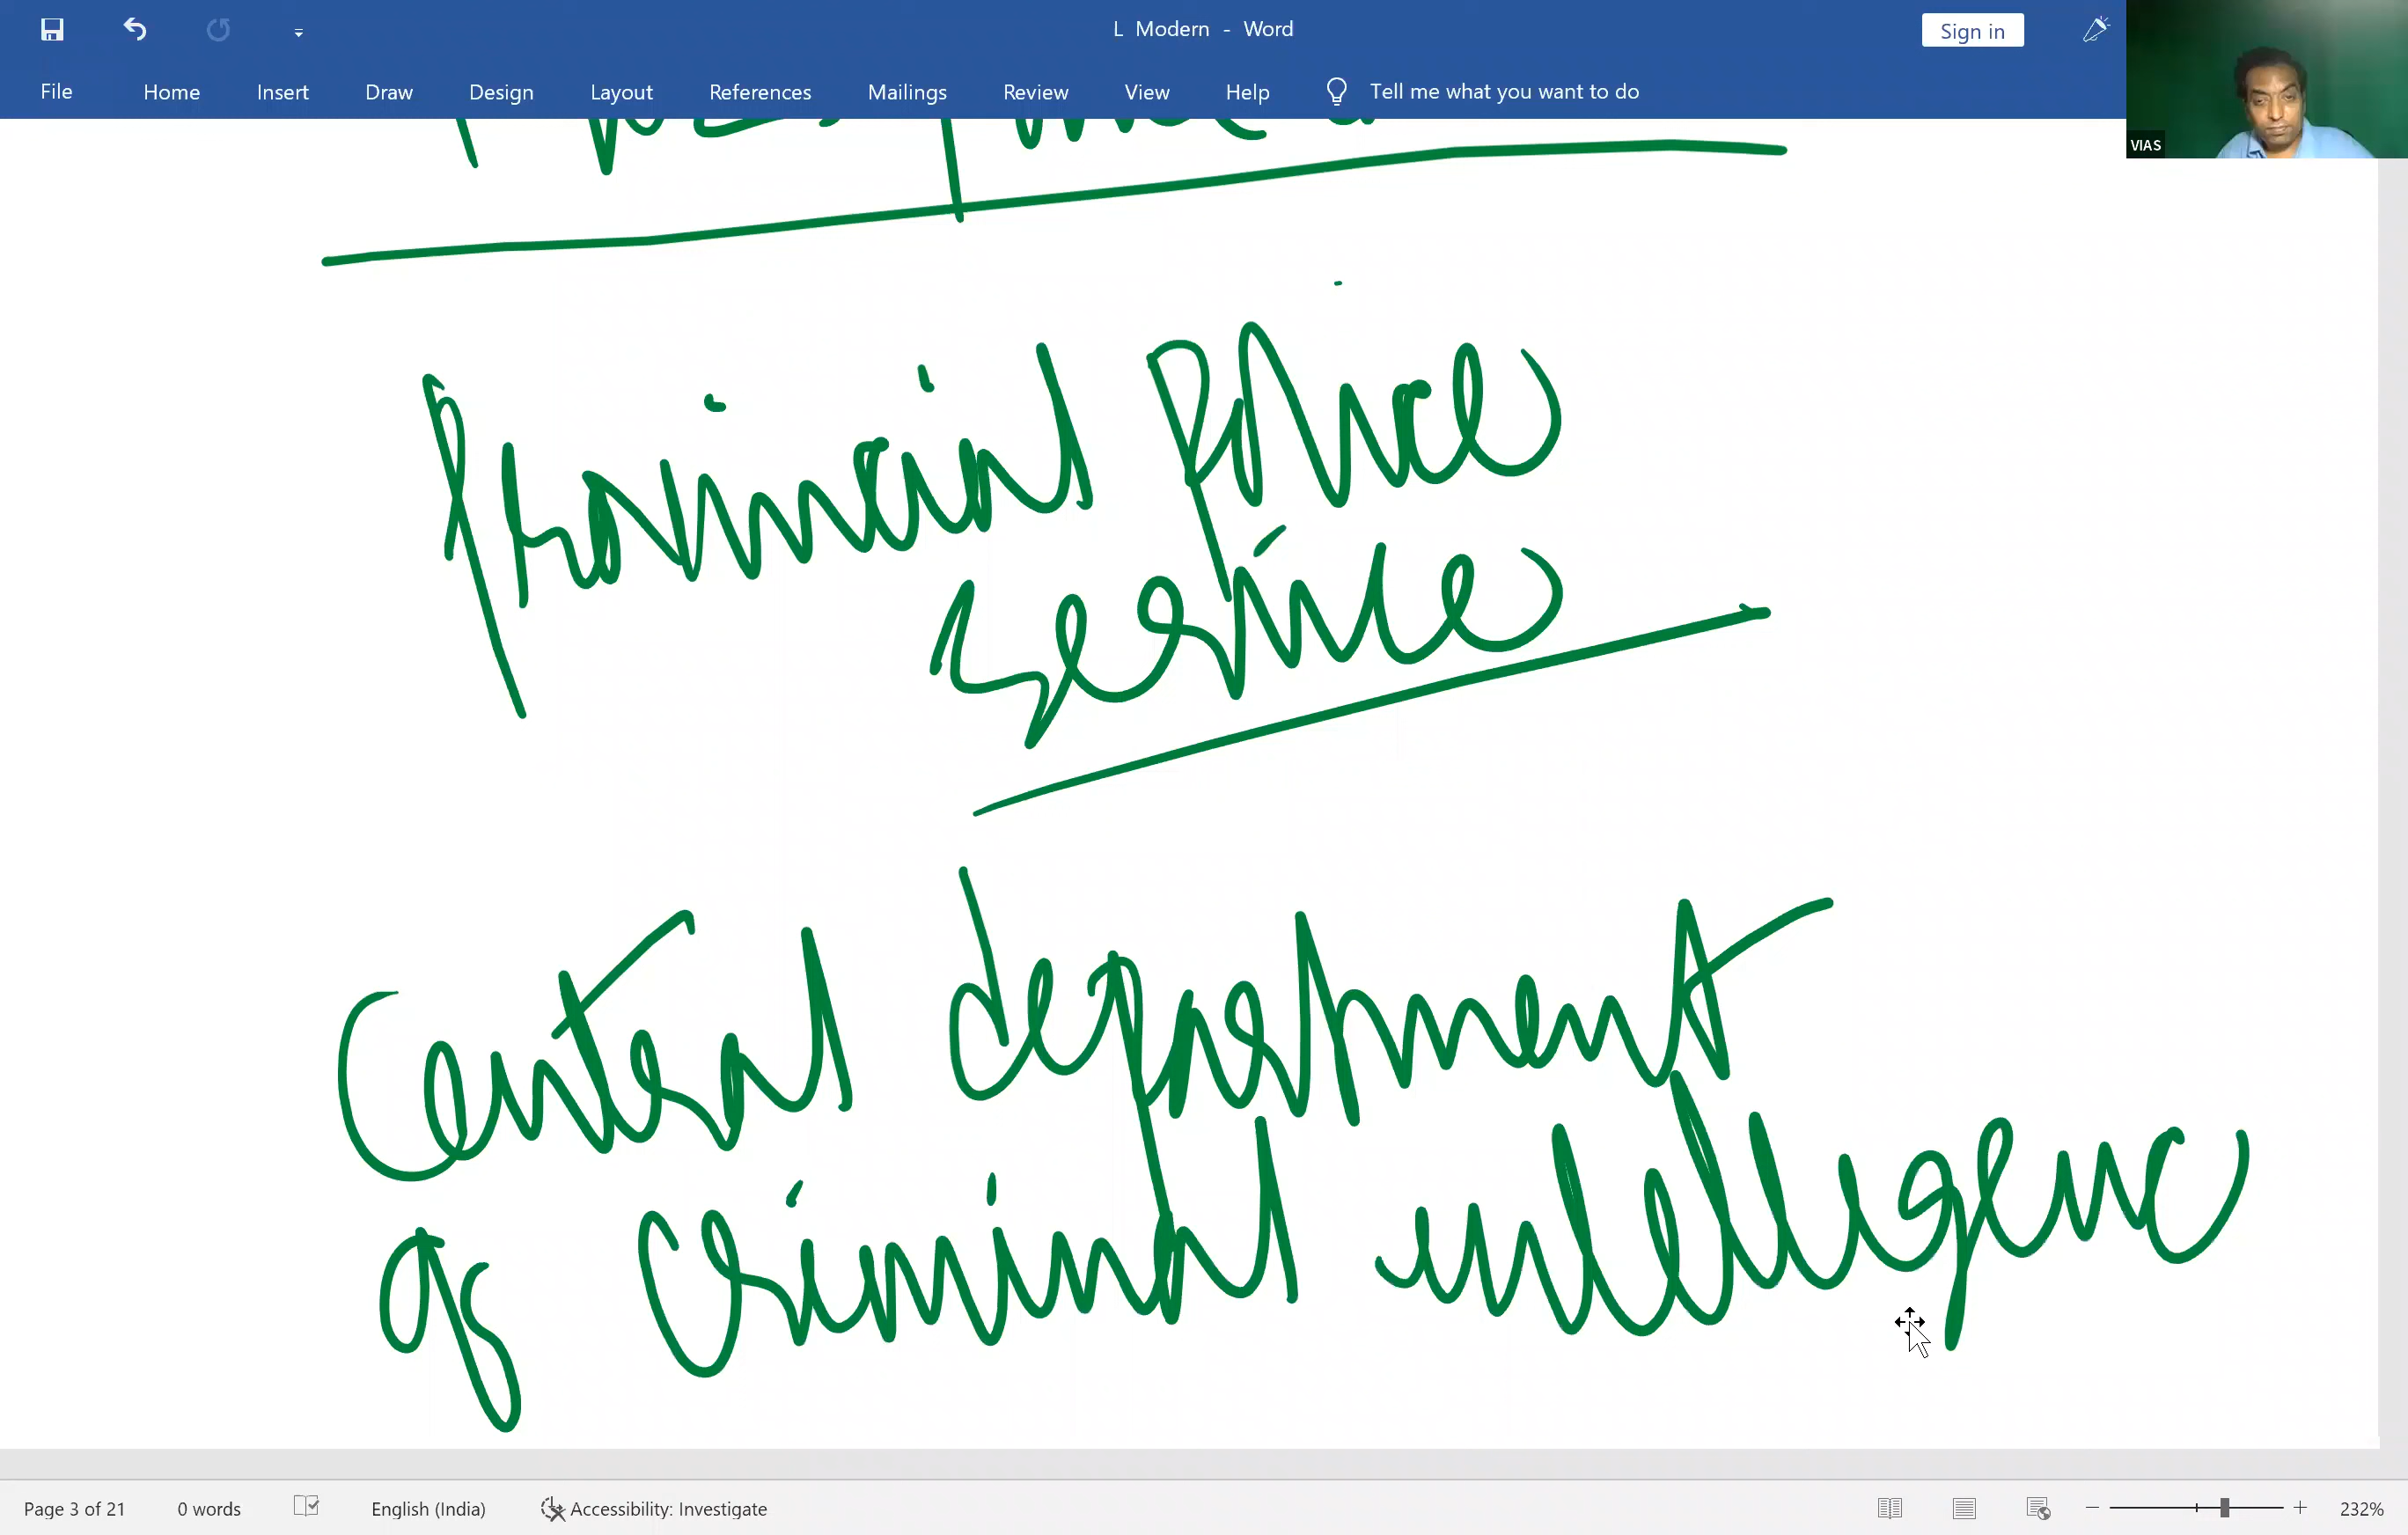 L Modern - Word
Sign in
File Home Insert Draw Design Layout References Mailings Review View Help Tell me what you want to do
VIAS
Provincial Police
Service
Central department
of criminal intelligenc
Page 3 of 21 0 words English (India) Accessibility: Investigate 232%